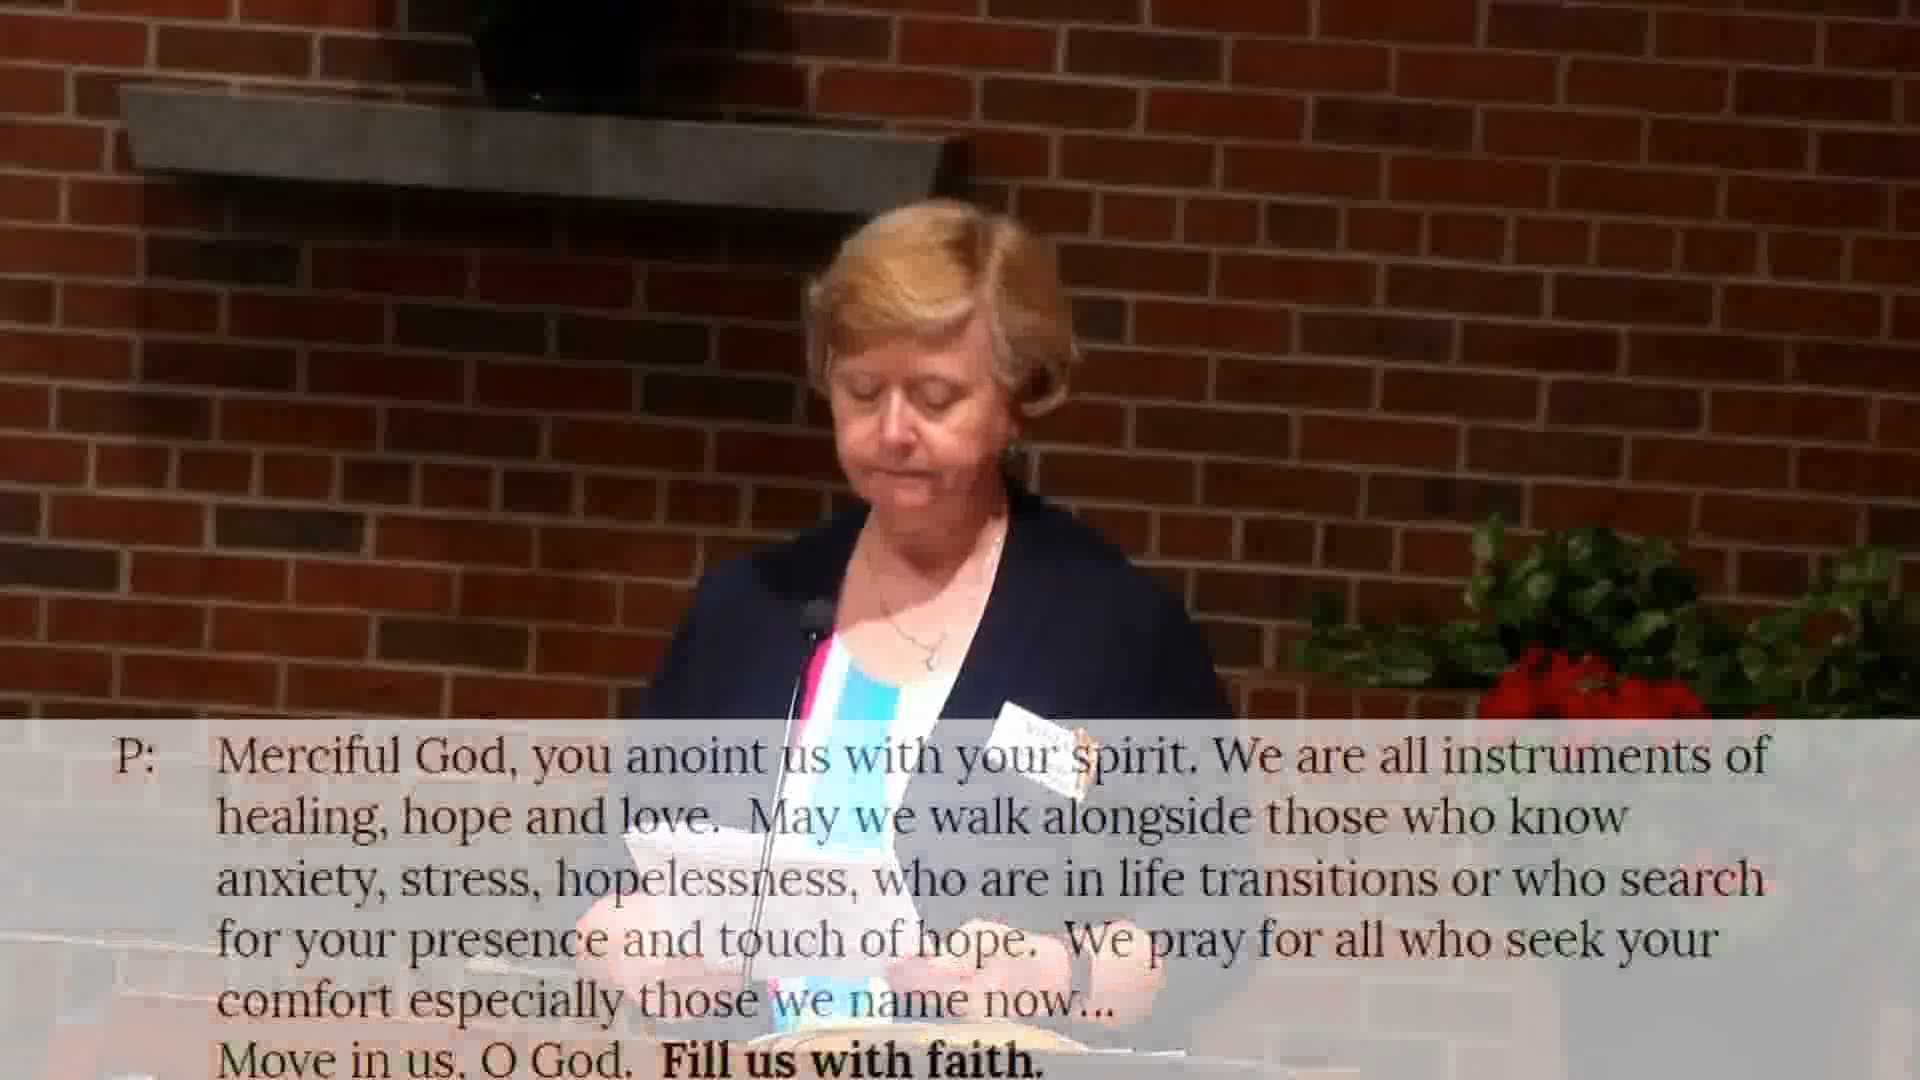 P: Merciful God, you anoint us with your spirit. We are all instruments of
healing, hope and love. May we walk alongside those who know
anxiety, stress, hopelessness, who are in life transitions or who search
for your presence and touch of hope. We pray for all who seek your
comfort especially those we name now...
Move in us, O God. Fill us with faith.